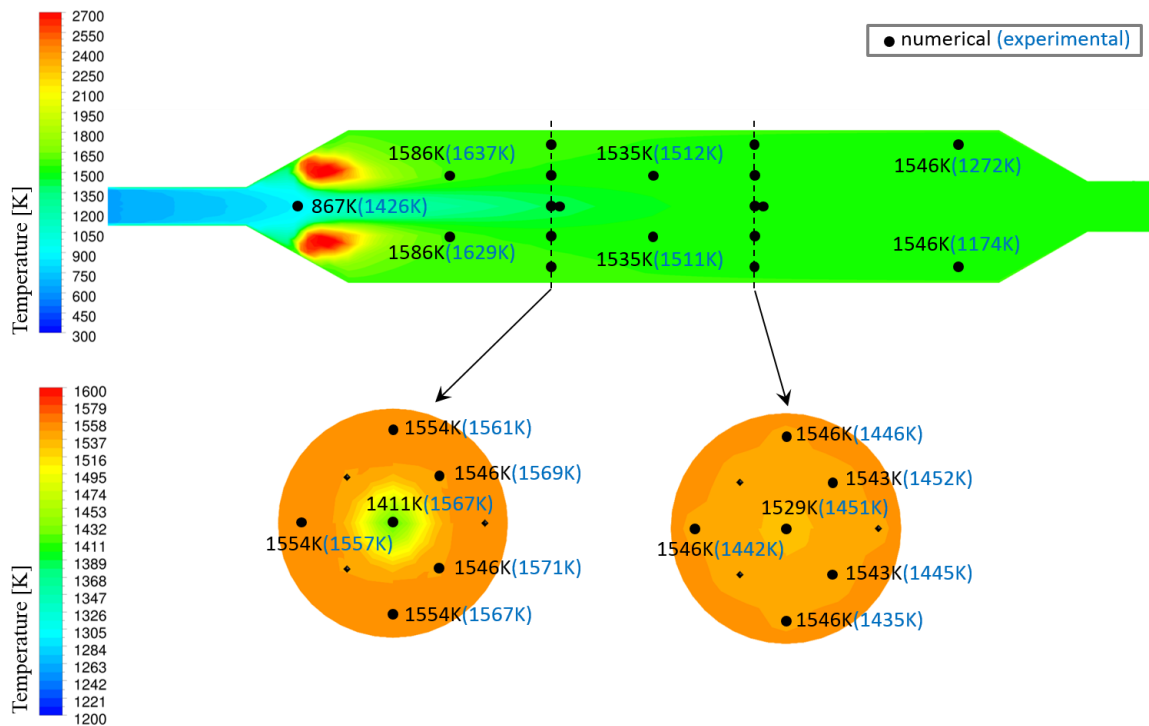 ● numerical (experimental)
Temperature [K]
2700
2550
2400
2250
2100
1950
1800
1650
1500
1350
1200
1050
900
750
600
450
300
1586K(1637K)
1535K(1512K)
1546K(1272K)
867K(1426K)
1586K(1629K)
1535K(1511K)
1546K(1174K)
Temperature [K]
1600
1579
1558
1537
1516
1495
1474
1453
1432
1411
1389
1368
1347
1326
1305
1284
1263
1242
1221
1200
1554K(1561K)
1546K(1569K)
1411K(1567K)
1554K(1557K)
1546K(1571K)
1554K(1567K)
1546K(1446K)
1543K(1452K)
1529K(1451K)
1546K(1442K)
1543K(1445K)
1546K(1435K)